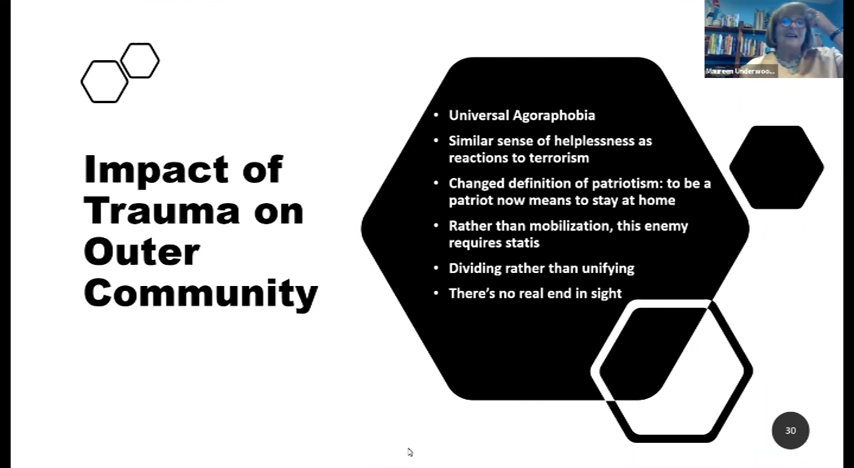 Maureen Underwoo...
Impact of
Trauma on
Outer
Community
• Universal Agoraphobia
• Similar sense of helplessness as
reactions to terrorism
• Changed definition of patriotism: to be a
patriot now means to stay at home
• Rather than mobilization, this enemy
requires statis
• Dividing rather than unifying
• There's no real end in sight
30